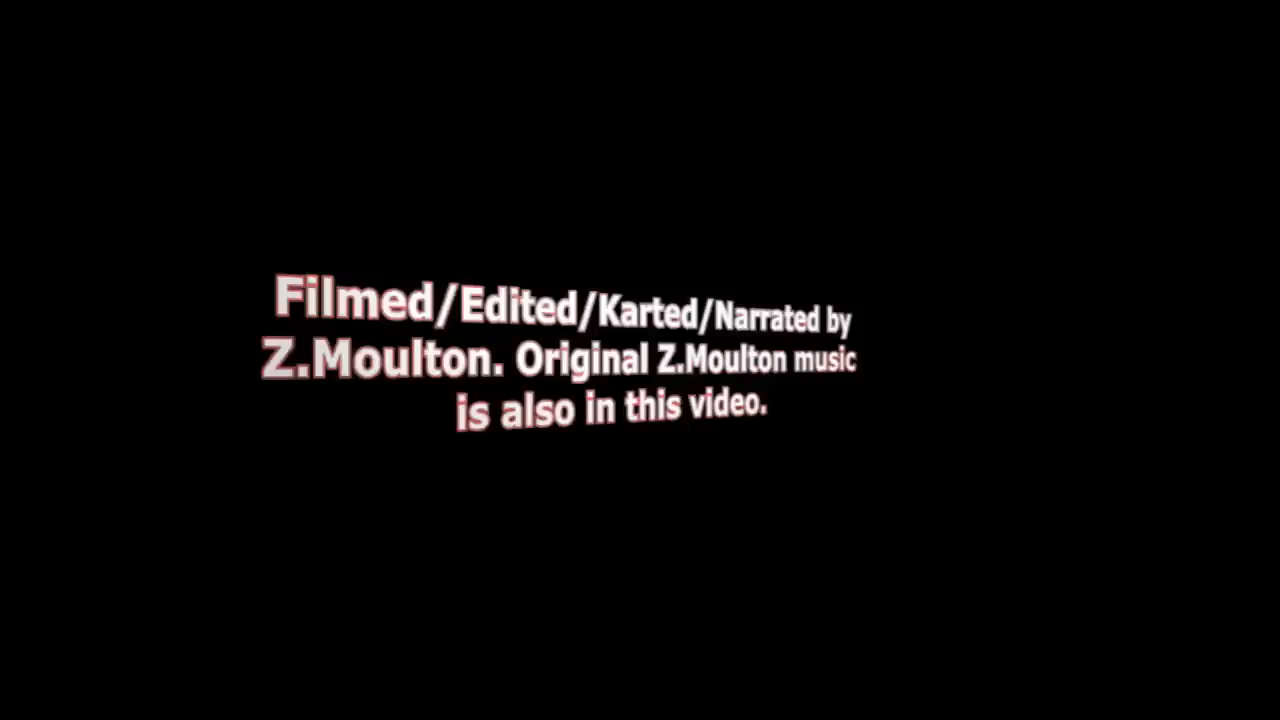 Filmed/Edited/Karted/Narrated by
Z.Moulton. Original Z.Moulton music
is also in this video.